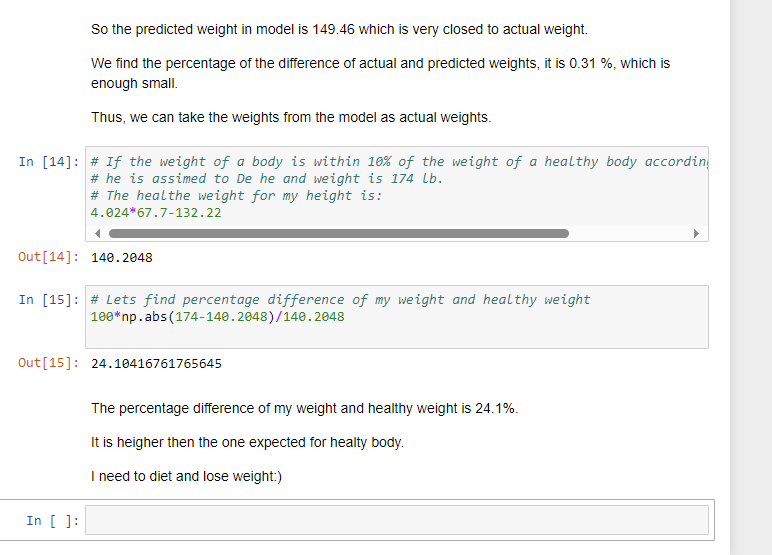 So the predicted weight in model is 149.46 which is very closed to actual weight.
We find the percentage of the difference of actual and predicted weights, it is 0.31 %, which is
enough small.
Thus, we can take the weights from the model as actual weights.
In [14]: # If the weight of a body is within 10% of the weight of a healthy body according
# he is assimed to De he and weight is 174 lb.
# The healthe weight for my height is:
4.024*67.7-132.22
Out[14]: 140.2048
In [15]: # Lets find percentage difference of my weight and healthy weight
100*np.abs(174-140.2048)/140.2048
Out[15]: 24.10416761765645
The percentage difference of my weight and healthy weight is 24.1%.
It is heigher then the one expected for healty body.
I need to diet and lose weight:)
In [ ]: